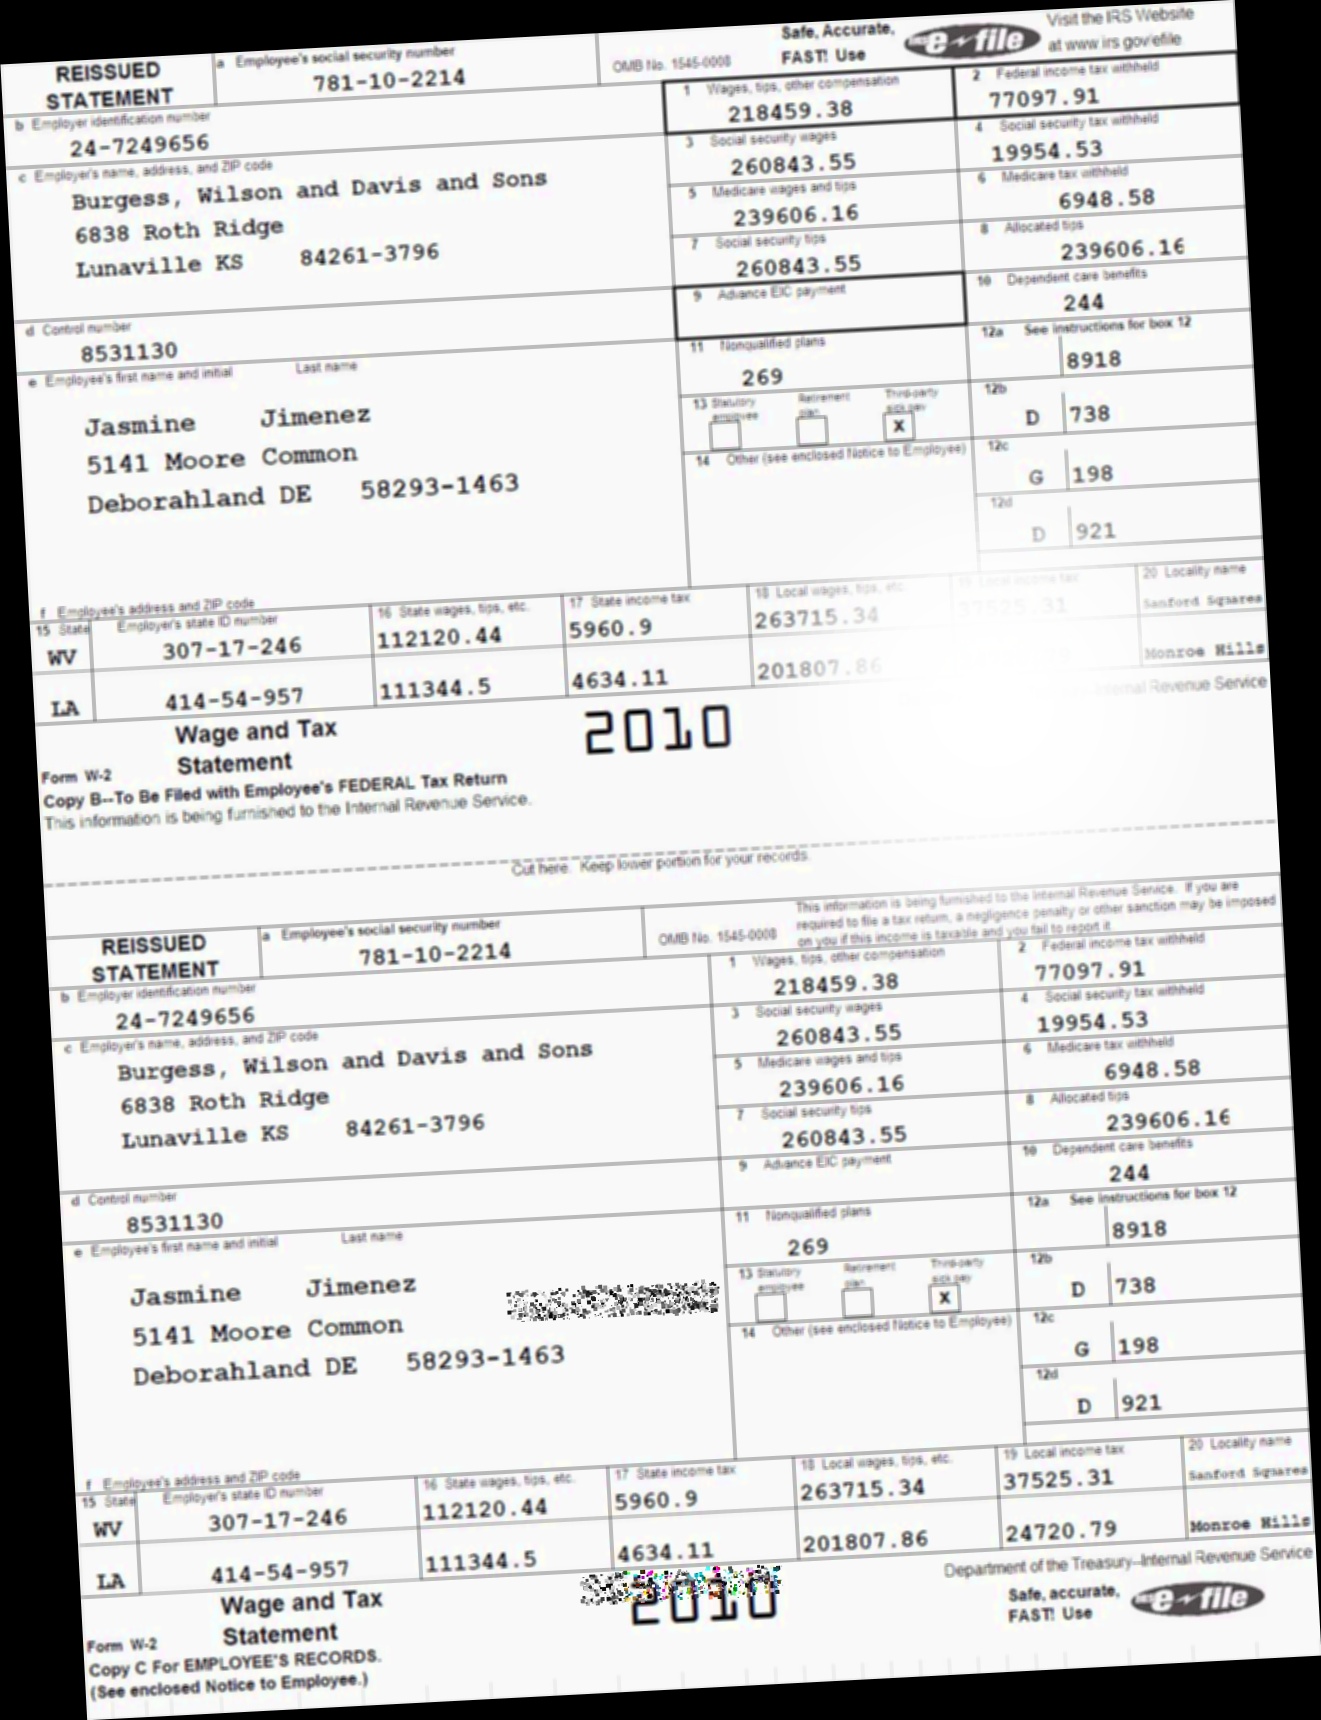 REISSUED STATEMENT
a Employee's social security number
781-10-2214
OMB No. 1545-0008
Safe, Accurate, FAST! Use
e file
Visit the IRS Website at www.irs.gov/efile
b Employer identification number
24-7249656
1 Wages, tips, other compensation
218459.38
2 Federal income tax withheld
77097.91
c Employer's name, address, and ZIP code
Burgess, Wilson and Davis and Sons
6838 Roth Ridge
Lunaville KS 84261-3796
3 Social security wages
260843.55
4 Social security tax withheld
19954.53
5 Medicare wages and tips
239606.16
6 Medicare tax withheld
6948.58
7 Social security tips
260843.55
8 Allocated tips
239606.16
d Control number
8531130
9 Advance EIC payment
10 Dependent care benefits
244
e Employee's first name and initial Last name
Jasmine Jimenez
5141 Moore Common
Deborahland DE 58293-1463
11 Nonqualified plans
269
12a See instructions for box 12
8918
13 Statutory employee Retirement plan Third-party sick pay
X
12b
D 738
14 Other (see enclosed Notice to Employee)
12c
G 198
12d
D 921
f Employee's address and ZIP code
15 State Employer's state ID number
16 State wages, tips, etc.
17 State income tax
18 Local wages, tips, etc.
19 Local income tax
20 Locality name
WV 307-17-246 112120.44 5960.9 263715.34 37525.31 Sanford Squares
LA 414-54-957 111344.5 4634.11 201807.86 Monroe Hills
Form W-2 Wage and Tax Statement
2010
Internal Revenue Service
Copy B--To Be Filed with Employee's FEDERAL Tax Return
This information is being furnished to the Internal Revenue Service.
Cut here. Keep lower portion for your records.
REISSUED STATEMENT
a Employee's social security number
781-10-2214
OMB No. 1545-0008
This information is being furnished to the Internal Revenue Service. If you are
required to file a tax return, a negligence penalty or other sanction may be imposed
on you if this income is taxable and you fail to report it.
b Employer identification number
24-7249656
1 Wages, tips, other compensation
218459.38
2 Federal income tax withheld
77097.91
c Employer's name, address, and ZIP code
Burgess, Wilson and Davis and Sons
6838 Roth Ridge
Lunaville KS 84261-3796
3 Social security wages
260843.55
4 Social security tax withheld
19954.53
5 Medicare wages and tips
239606.16
6 Medicare tax withheld
6948.58
7 Social security tips
260843.55
8 Allocated tips
239606.16
d Control number
8531130
9 Advance EIC payment
10 Dependent care benefits
244
e Employee's first name and initial Last name
Jasmine Jimenez
5141 Moore Common
Deborahland DE 58293-1463
11 Nonqualified plans
269
12a See instructions for box 12
8918
13 Statutory employee Retirement plan Third-party sick pay
X
12b
D 738
14 Other (see enclosed Notice to Employee)
12c
G 198
12d
D 921
f Employee's address and ZIP code
15 State Employer's state ID number
16 State wages, tips, etc.
17 State income tax
18 Local wages, tips, etc.
19 Local income tax
20 Locality name
WV 307-17-246 112120.44 5960.9 263715.34 37525.31 Sanford Squares
LA 414-54-957 111344.5 4634.11 201807.86 24720.79 Monroe Hills
Form W-2 Wage and Tax Statement
2010
Department of the Treasury--Internal Revenue Service
Safe, accurate, FAST! Use
e file
Copy C For EMPLOYEE'S RECORDS.
(See enclosed Notice to Employee.)